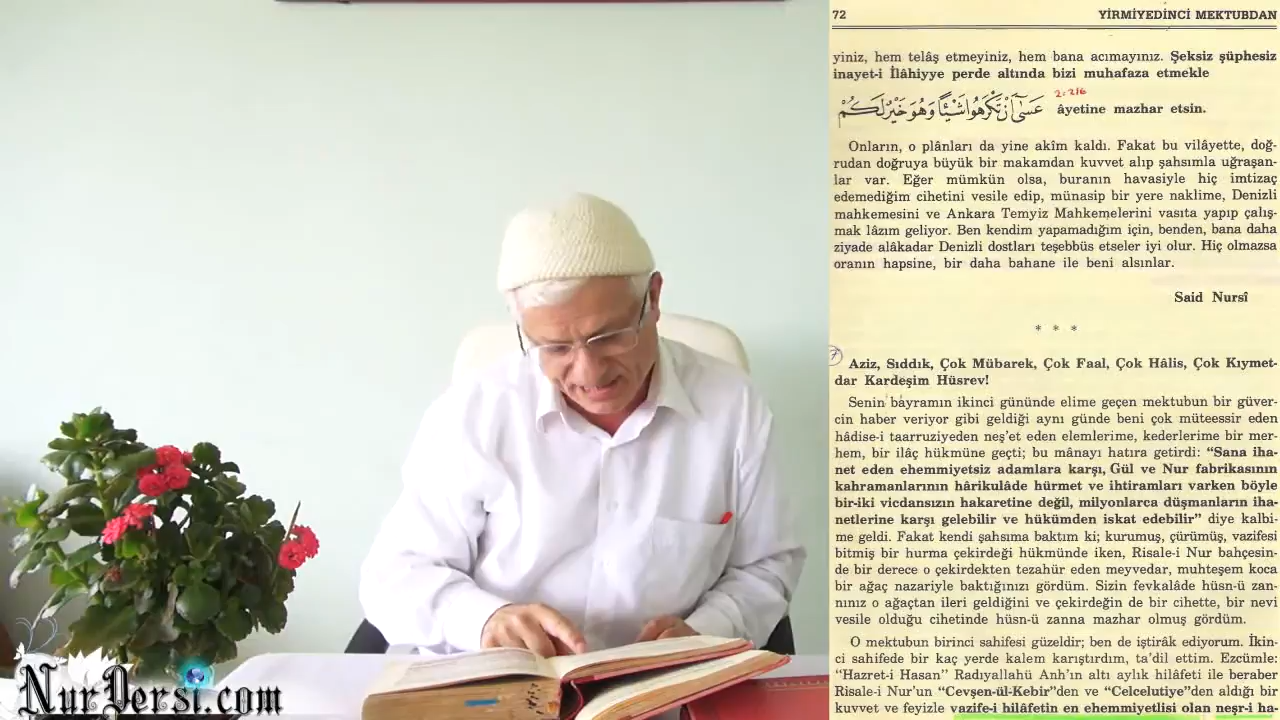 72 YİRMİYEDİNCİ MEKTUBDAN
yiniz, hem telâş etmeyiniz, hem bana acımayınız. Şeksiz şüphesiz
inayet-i İlâhiyye perde altında bizi muhafaza etmekle
2:216
عَسَىٰٓ اَنْ تَكْرَهُوا شَيْئًا وَهُوَ خَيْرٌ لَكُمْ âyetine mazhar etsin.
Onların, o plânları da yine akîm kaldı. Fakat bu vilâyette, doğ-
rudan doğruya büyük bir makamdan kuvvet alıp şahsımla uğraşan-
lar var. Eğer mümkün olsa, buranın havasiyle hiç imtizaç
edemediğim cihetini vesile edip, münasip bir yere naklime, Denizli
mahkemesini ve Ankara Temyiz Mahkemelerini vasıta yapıp çalış-
mak lâzım geliyor. Ben kendim yapamadığım için, benden, bana daha
ziyade alâkadar Denizli dostları teşebbüs etseler iyi olur. Hiç olmazsa
oranın hapsine, bir daha bahane ile beni alsınlar.
Said Nursî
* * *
7
Aziz, Sıddık, Çok Mübarek, Çok Faal, Çok Hâlis, Çok Kıymet-
dar Kardeşim Hüsrev!
Senin bayramın ikinci gününde elime geçen mektubun bir güver-
cin haber veriyor gibi geldiği aynı günde beni çok müteessir eden
hâdise-i taarruziyeden neş'et eden elemlerime, kederlerime bir mer-
hem, bir ilâç hükmüne geçti; bu mânayı hatıra getirdi: “Sana iha-
net eden ehemmiyetsiz adamlara karşı, Gül ve Nur fabrikasının
kahramanlarının hârikulâde hürmet ve ihtiramları varken böyle
bir-iki vicdansızın hakaretine değil, milyonlarca düşmanların iha-
netlerine karşı gelebilir ve hükümden iskat edebilir” diye kalbi-
me geldi. Fakat kendi şahsıma baktım ki; kurumuş, çürümüş, vazifesi
bitmiş bir hurma çekirdeği hükmünde iken, Risale-i Nur bahçesin-
de bir derece o çekirdekten tezahür eden meyvedar, muhteşem koca
bir ağaç nazariyle baktığınızı gördüm. Sizin fevkalâde hüsn-ü zan-
nınız o ağaçtan ileri geldiğini ve çekirdeğin de bir cihette, bir nevi
vesile olduğu cihetinde hüsn-ü zanna mazhar olmuş gördüm.
O mektubun birinci sahifesi güzeldir; ben de iştirâk ediyorum. İkin-
ci sahifede bir kaç yerde kalem karıştırdım, ta'dil ettim. Ezcümle:
“Hazret-i Hasan” Radıyallahü Anh'ın altı aylık hilâfeti ile beraber
Risale-i Nur'un “Cevşen-ül-Kebir”den ve “Celcelutiye”den aldığı bir
kuvvet ve feyizle vazife-i hilâfetin en ehemmiyetlisi olan neşr-i ha-
NurDersi.com